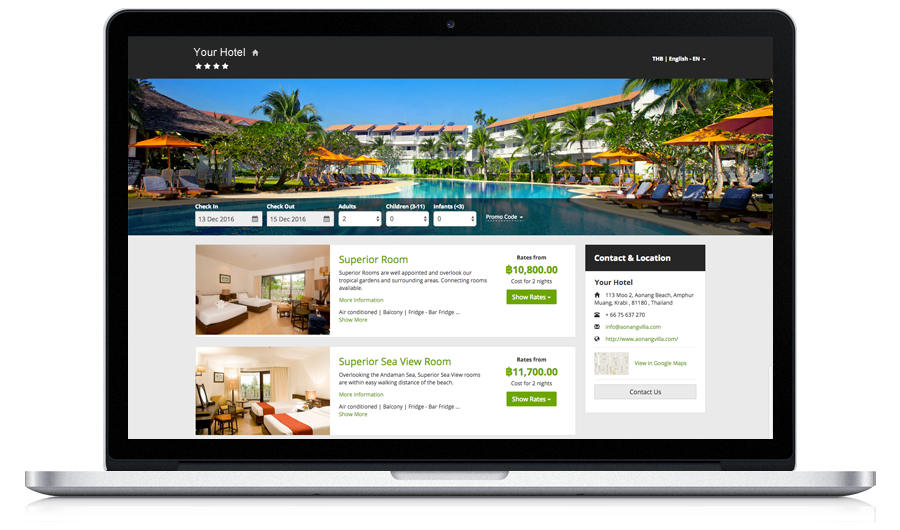 Your Hotel
THB | English - EN
Check In
Check Out
Adults
Children (3-11)
Infants (<3)
13 Dec 2016
15 Dec 2016
2
0
0
Promo Code
Superior Room
Superior Rooms are well appointed and overlook our
tropical gardens and surrounding areas. Connecting rooms
available.
More Information
Air conditioned | Balcony | Fridge - Bar Fridge ...
Show More
Rates from
฿10,800.00
Cost for 2 nights
Show Rates
Superior Sea View Room
Overlooking the Andaman Sea, Superior Sea View rooms
are within easy walking distance of the beach.
More Information
Air conditioned | Balcony | Fridge - Bar Fridge ...
Show More
Rates from
฿11,700.00
Cost for 2 nights
Show Rates
Contact & Location
Your Hotel
113 Moo 2, Aonang Beach, Amphur
Muang, Krabi , 81180 , Thailand
+ 66 75 637 270
info@aonangvilla.com
http://www.aonangvilla.com/
View in Google Maps
Contact Us